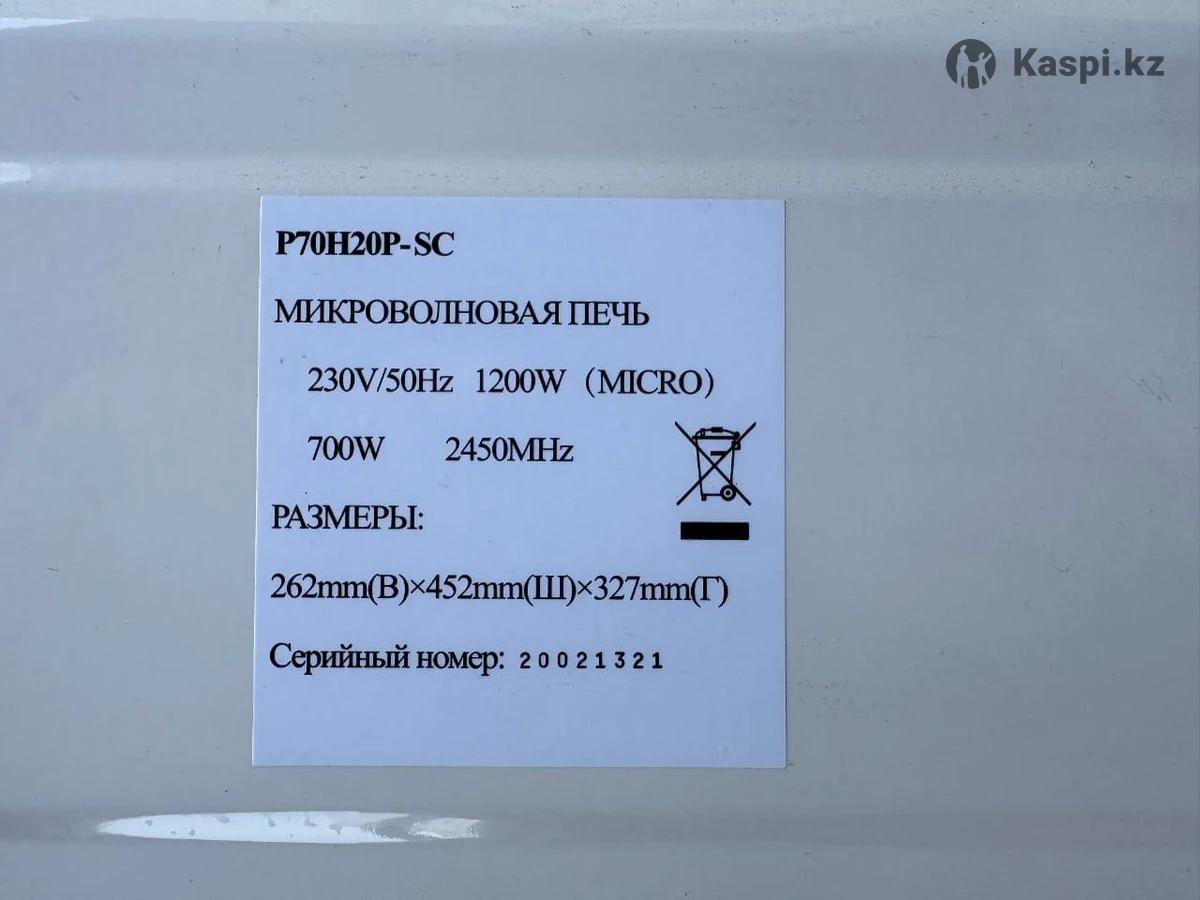 Kaspi.kz
P70H20P-SC
МИКРОВОЛНОВАЯ ПЕЧЬ
230V/50Hz 1200W (MICRO)
700W 2450MHz
РАЗМЕРЫ:
262mm(В)×452mm(Ш)×327mm(Г)
Серийный номер: 20021321